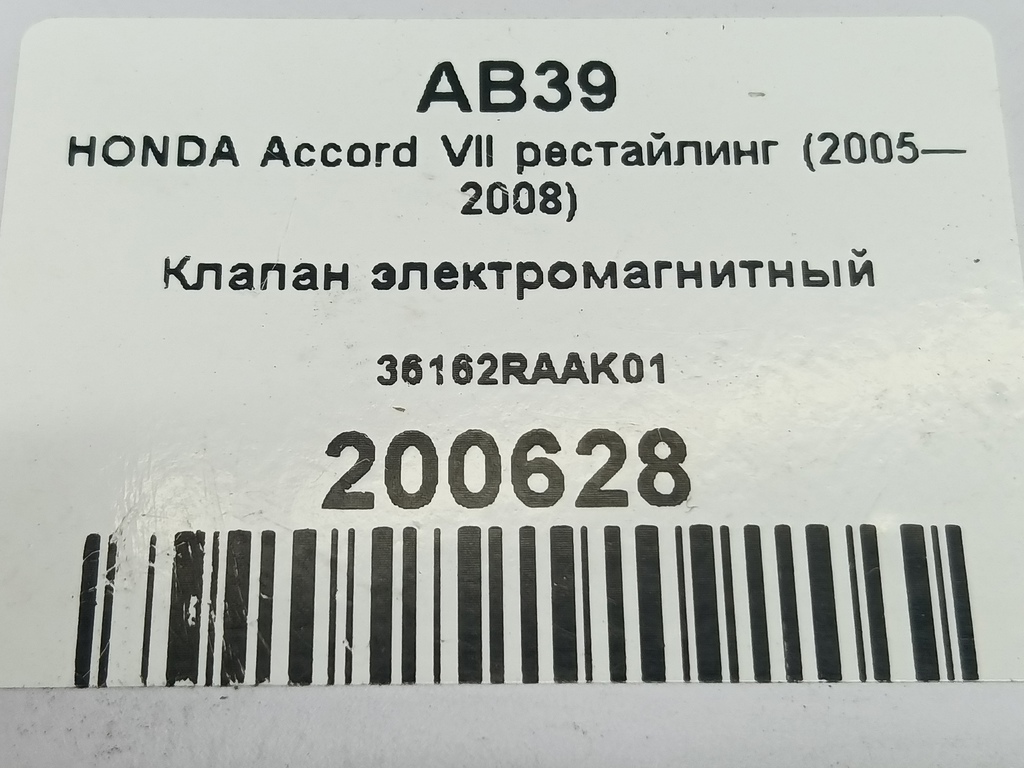 AB39
HONDA Accord VII рестайлинг (2005—
2008)
Клапан электромагнитный
36162RAAK01
200628